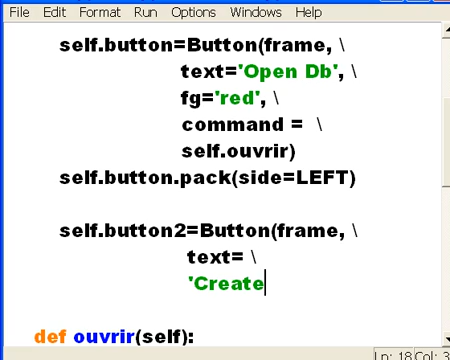 File Edit Format Run Options Windows Help
self.button=Button(frame, \
text='Open Db', \
fg='red', \
command = \
self.ouvrir)
self.button.pack(side=LEFT)
self.button2=Button(frame, \
text= \
'Create
def ouvrir(self):
Ln: 18 Col: 3